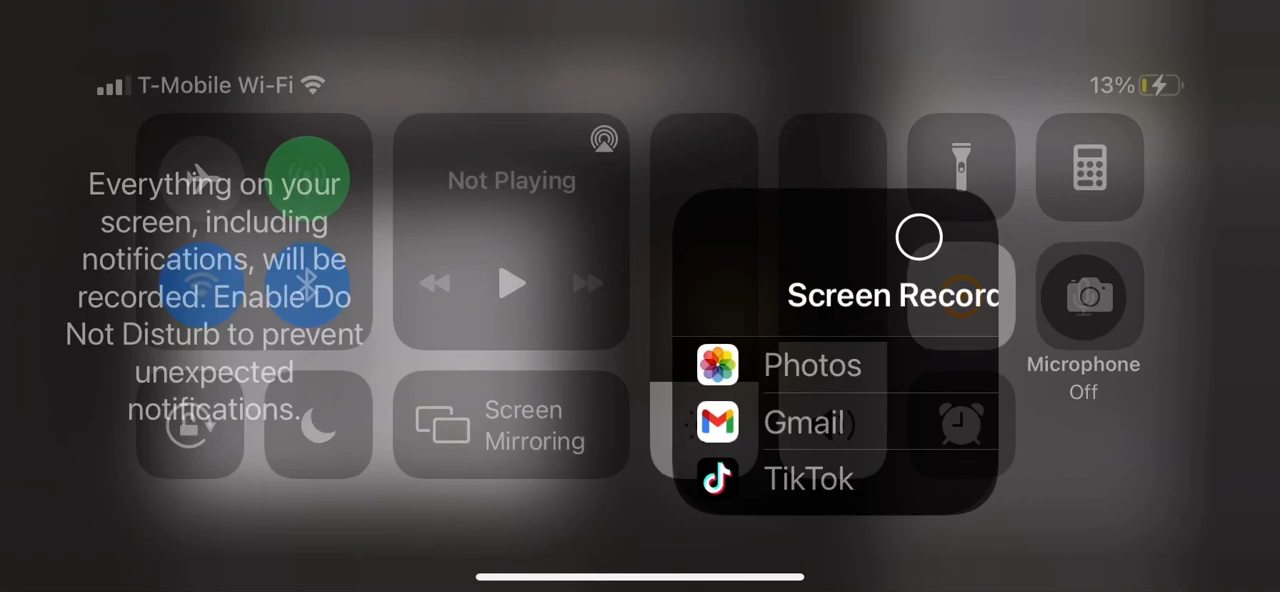 T-Mobile Wi-Fi
13%
Everything on your
screen, including
notifications, will be
recorded. Enable Do
Not Disturb to prevent
unexpected
notifications.
Not Playing
Screen
Mirroring
Screen Record
Photos
Gmail
TikTok
Microphone
Off